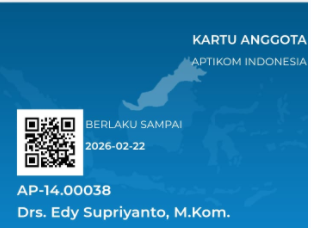 KARTU ANGGOTA
APTIKOM INDONESIA
BERLAKU SAMPAI
2026-02-22
AP-14.00038
Drs. Edy Supriyanto, M.Kom.